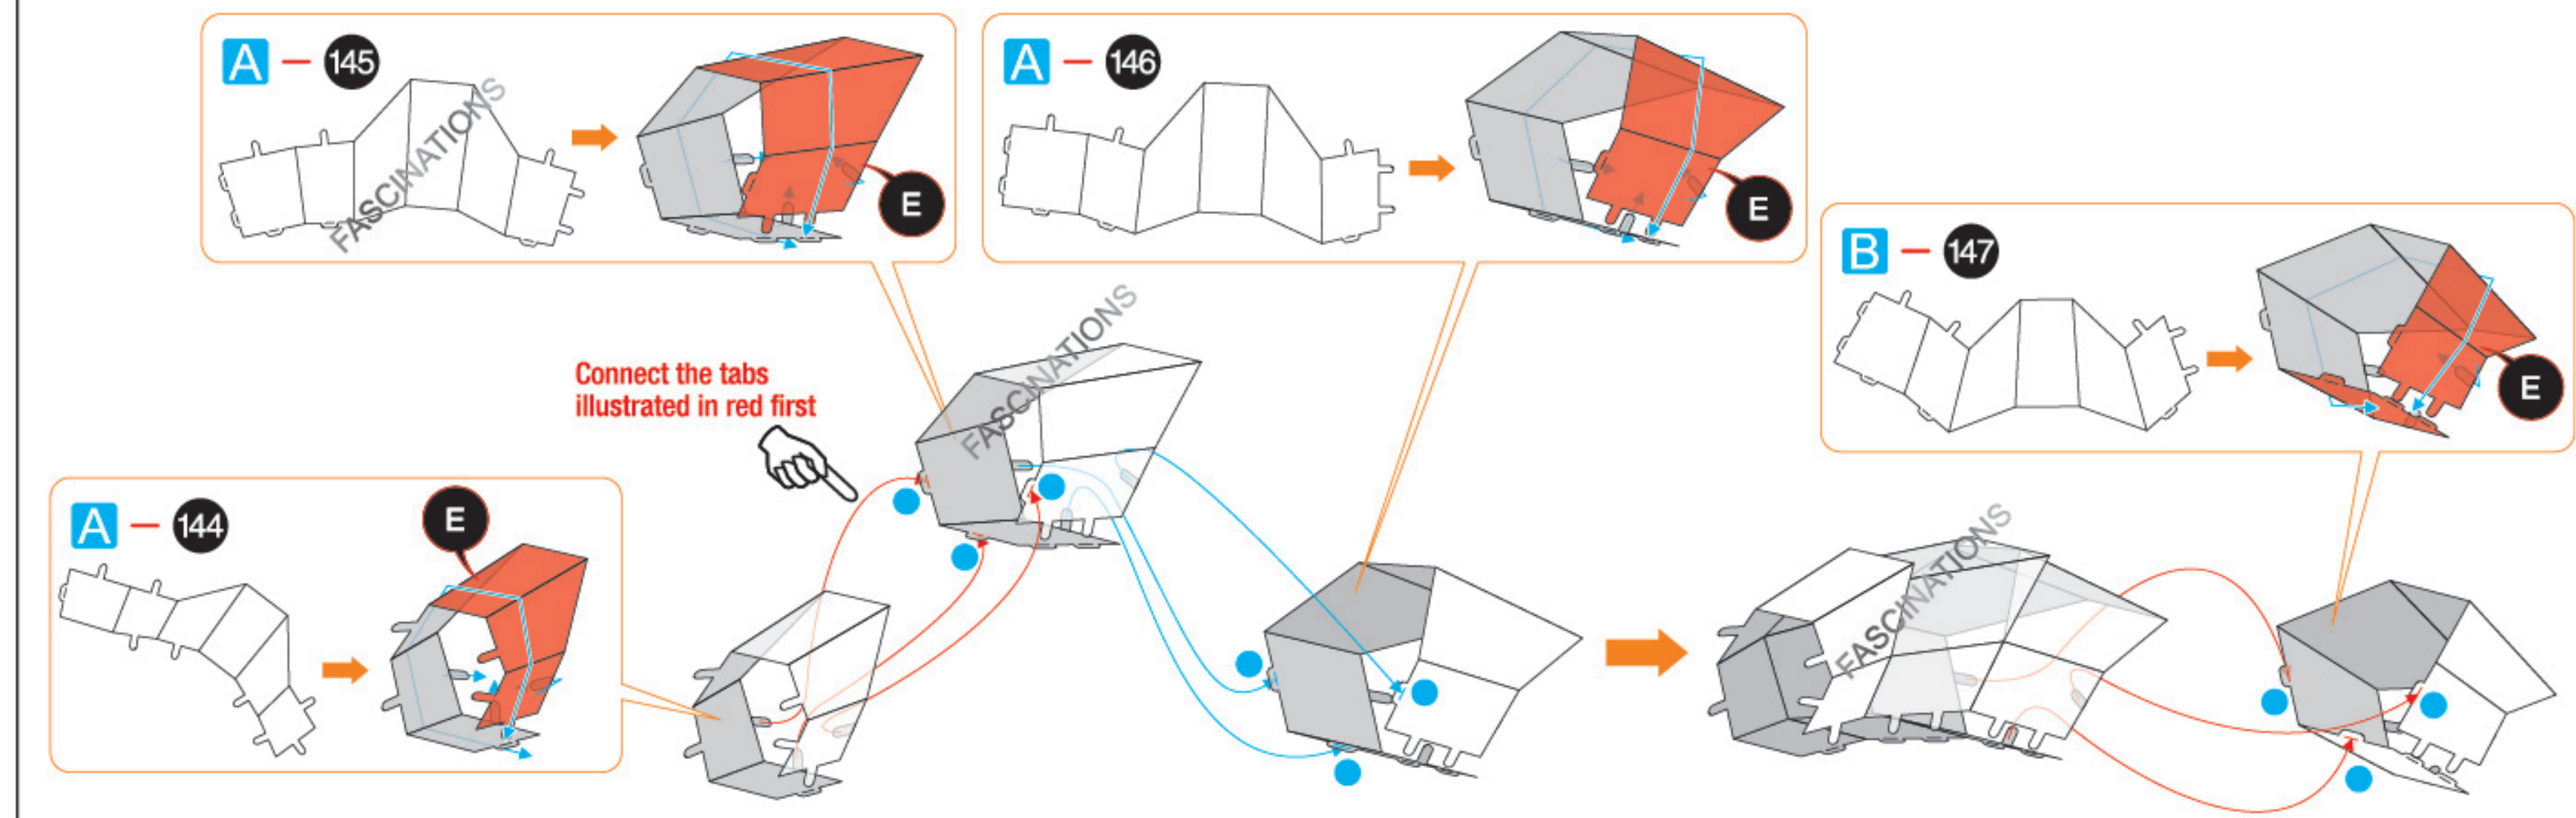 A - 145
FASCINATIONS
E
A - 146
E
B - 147
E
Connect the tabs
illustrated in red first
FASCINATIONS
A - 144
E
FASCINATIONS